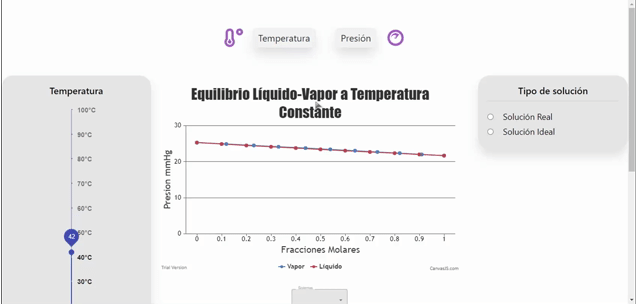 Temperatura
Presión
Temperatura
100°C
90°C
80°C
70°C
60°C
50°C
42
40°C
30°C
Equilibrio Líquido-Vapor a Temperatura
Constante
Presion mmHg
30
20
10
0
0 0.1 0.2 0.3 0.4 0.5 0.6 0.7 0.8 0.9 1
Fracciones Molares
Trial Version
Vapor
Líquido
CanvasJS.com
Tipo de solución
Solución Real
Solución Ideal